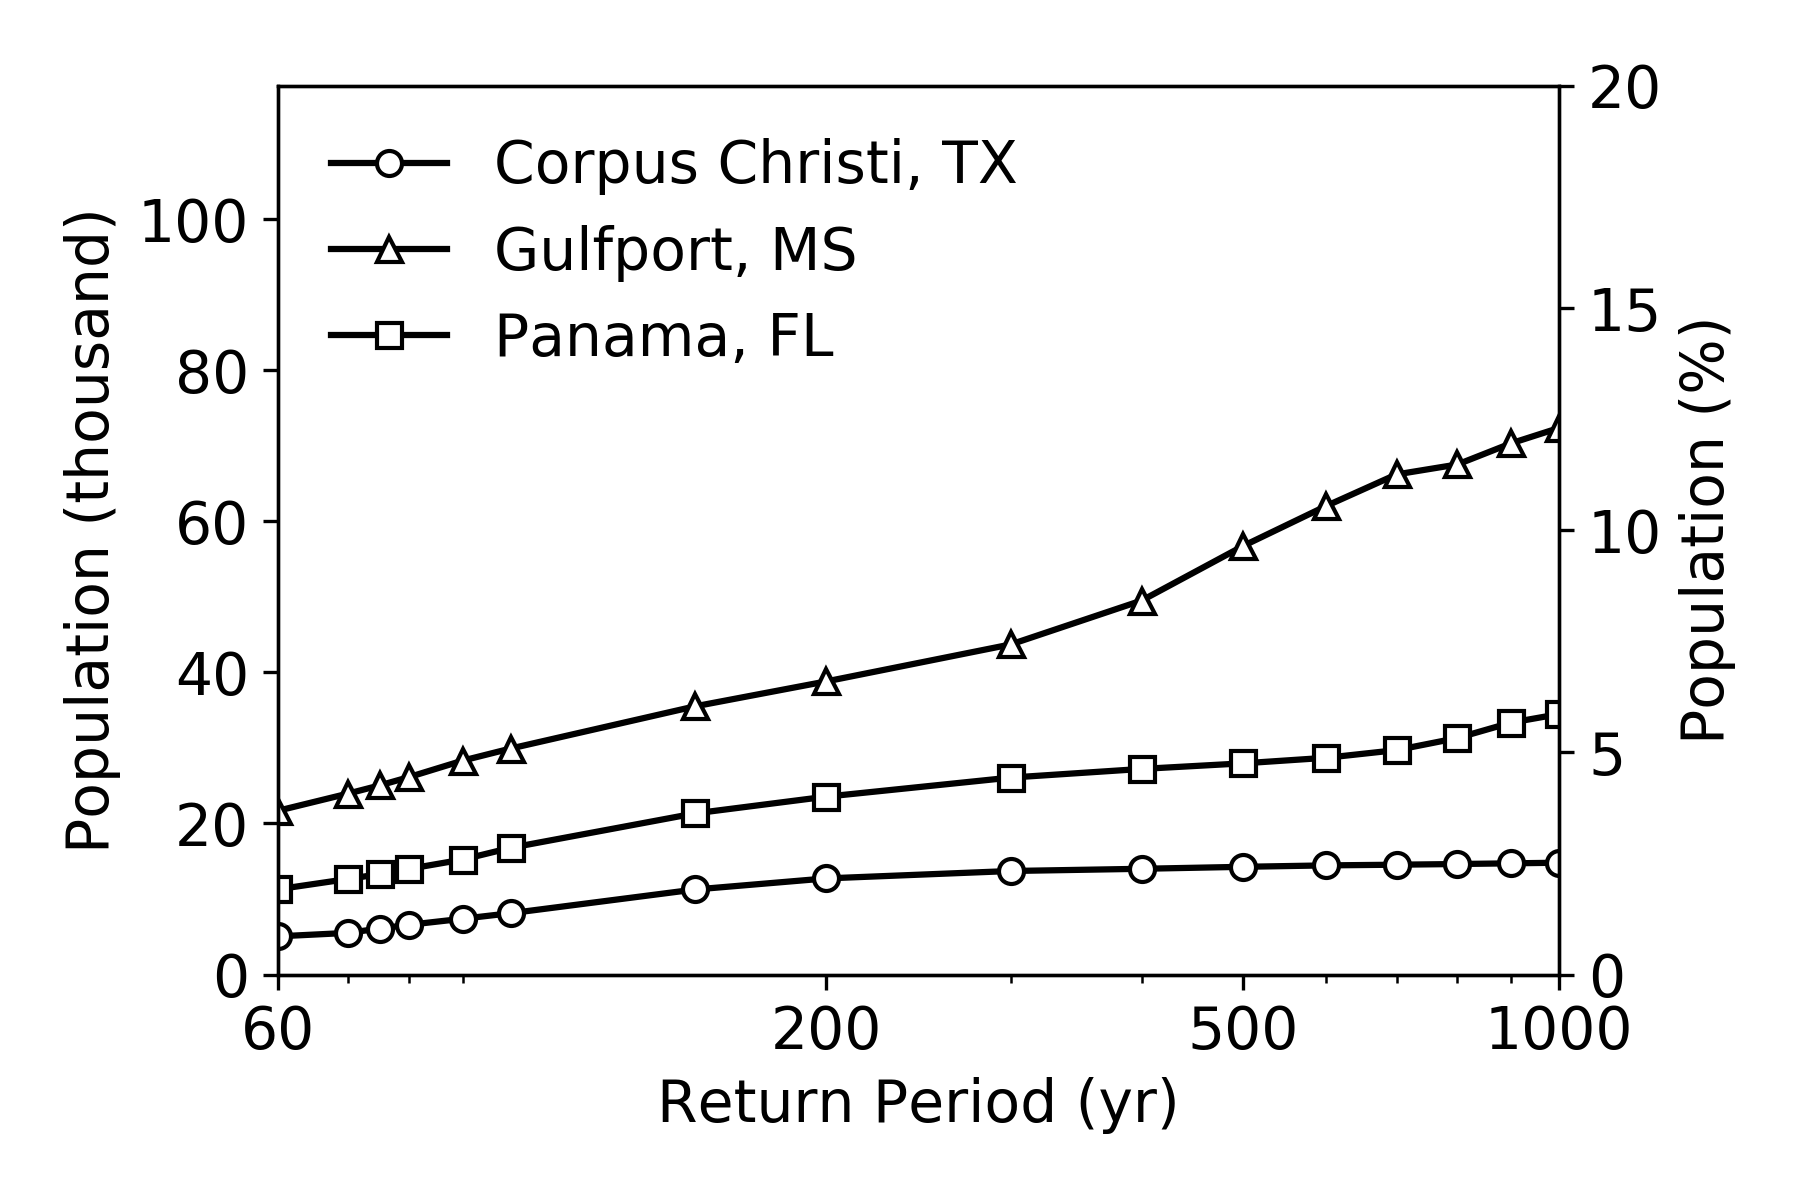 Corpus Christi, TX
Gulfport, MS
Panama, FL
Population (thousand)
100
80
60
40
20
0
20
15
10
5
0
Population (%)
60 200 500 1000
Return Period (yr)